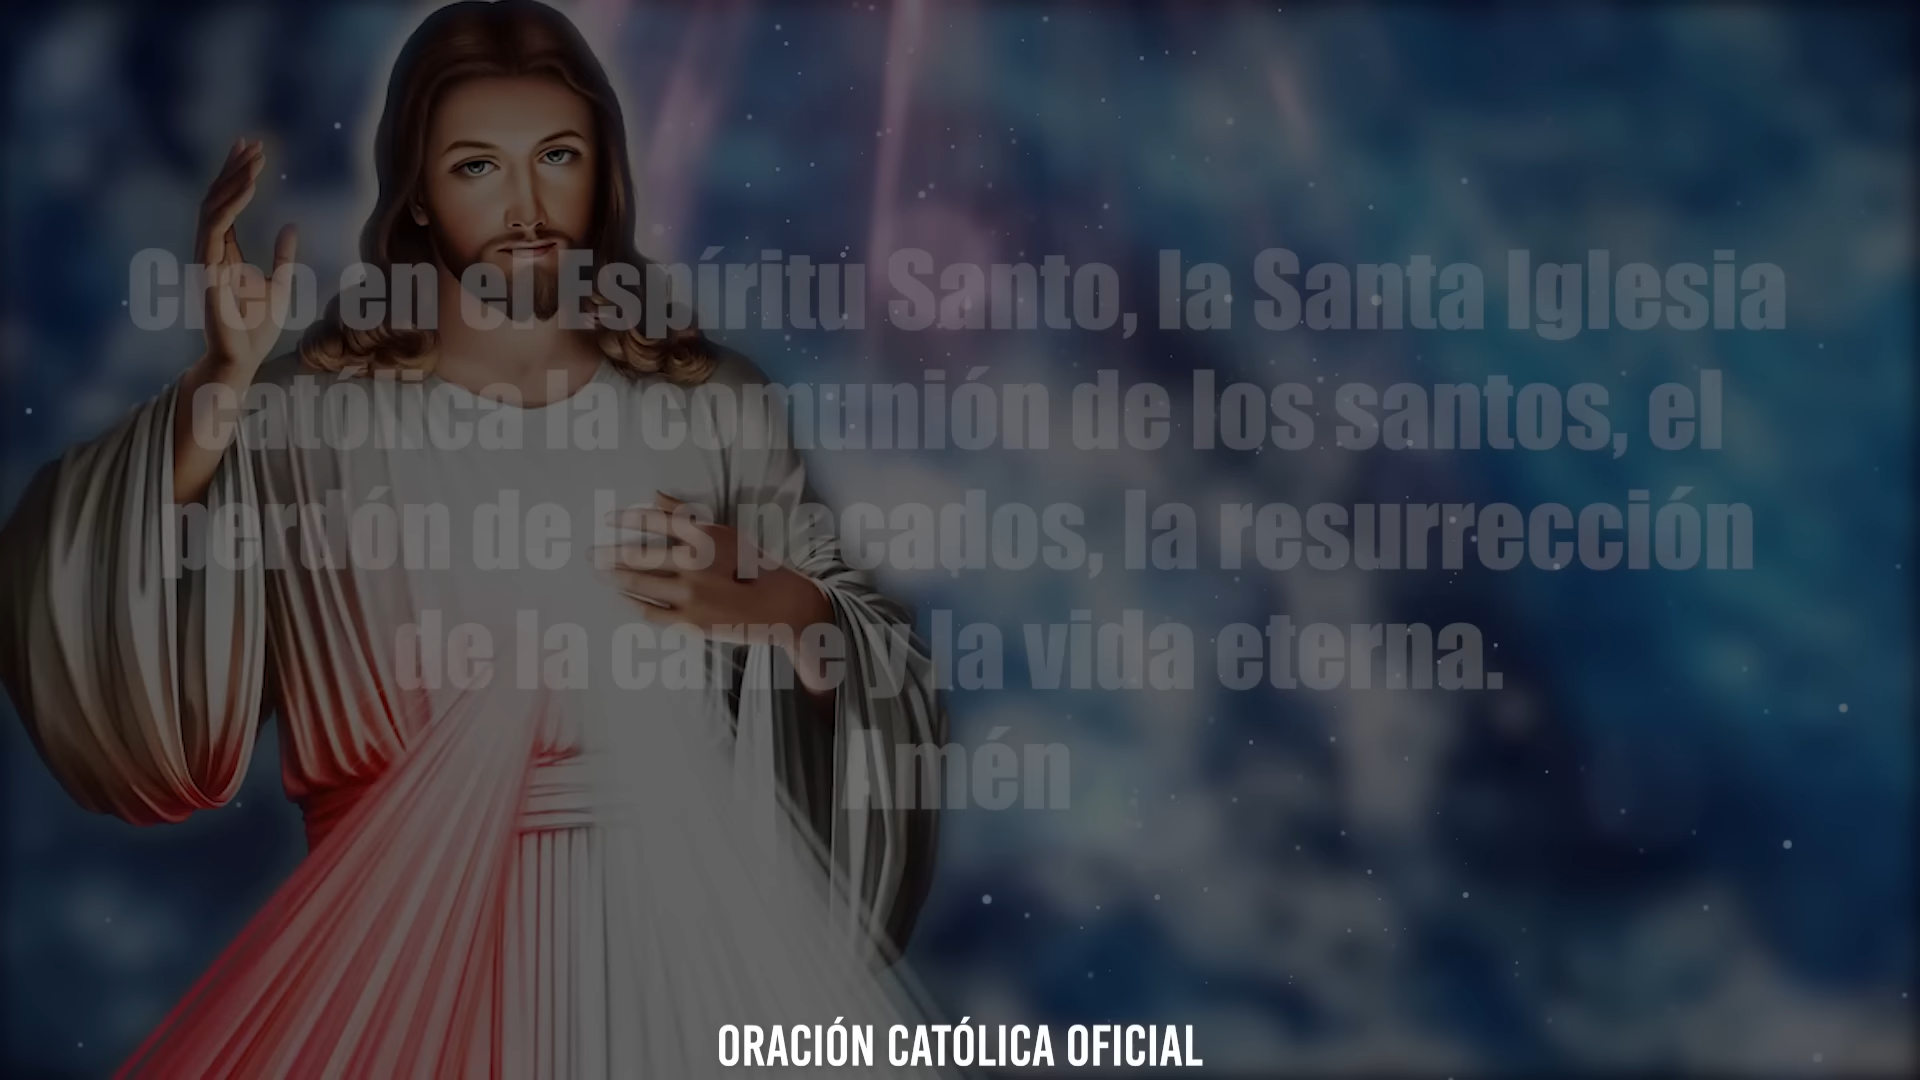 Creo en el Espíritu Santo, la Santa Iglesia
católica la comunión de los santos, el
perdón de los pecados, la resurrección
de la carne y la vida eterna.
Amén
ORACIÓN CATÓLICA OFICIAL